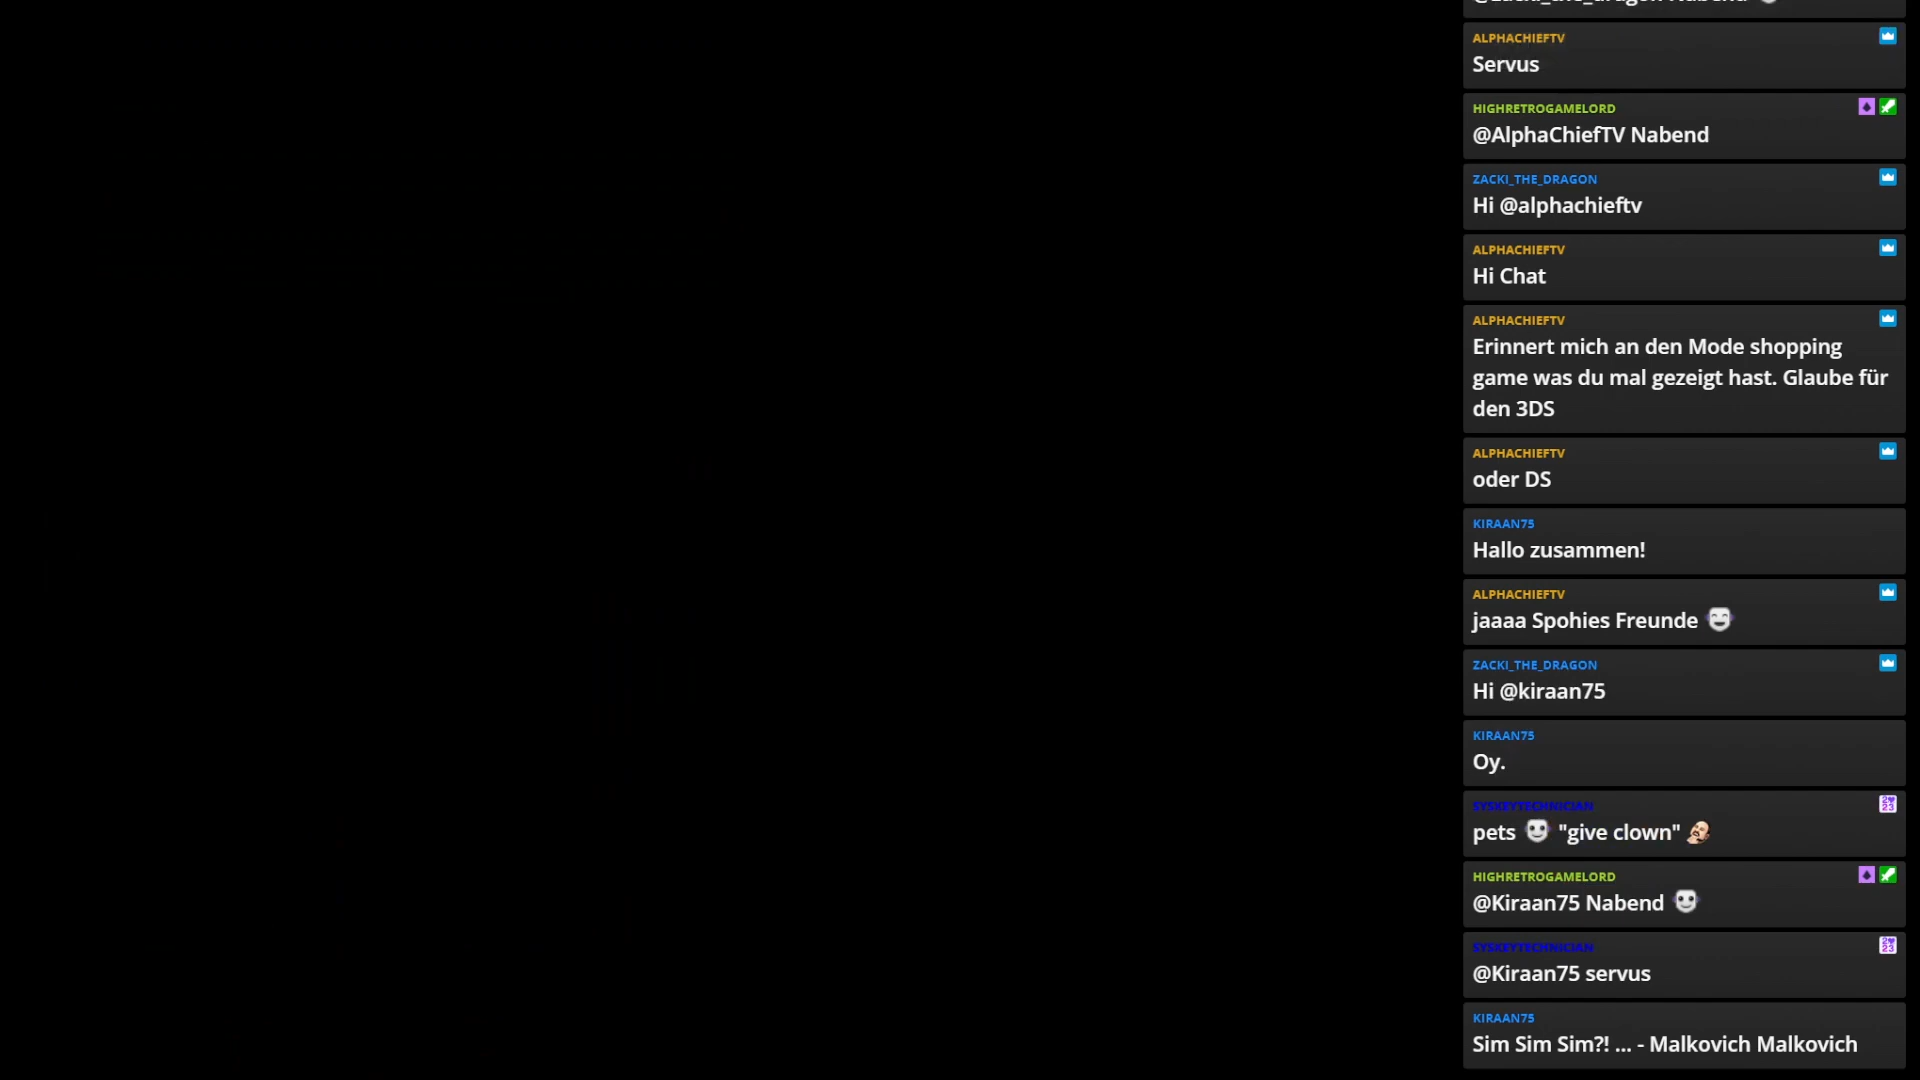 ALPHACHIEFTV
Servus
HIGHRETROGAMELORD
@AlphaChiefTV Nabend
ZACKI_THE_DRAGON
Hi @alphachieftv
ALPHACHIEFTV
Hi Chat
ALPHACHIEFTV
Erinnert mich an den Mode shopping
game was du mal gezeigt hast. Glaube für
den 3DS
ALPHACHIEFTV
oder DS
KIRAAN75
Hallo zusammen!
ALPHACHIEFTV
jaaaa Spohies Freunde
ZACKI_THE_DRAGON
Hi @kiraan75
KIRAAN75
Oy.
SYSKEYTECHNICIAN
pets "give clown"
HIGHRETROGAMELORD
@Kiraan75 Nabend
SYSKEYTECHNICIAN
@Kiraan75 servus
KIRAAN75
Sim Sim Sim?! ... - Malkovich Malkovich